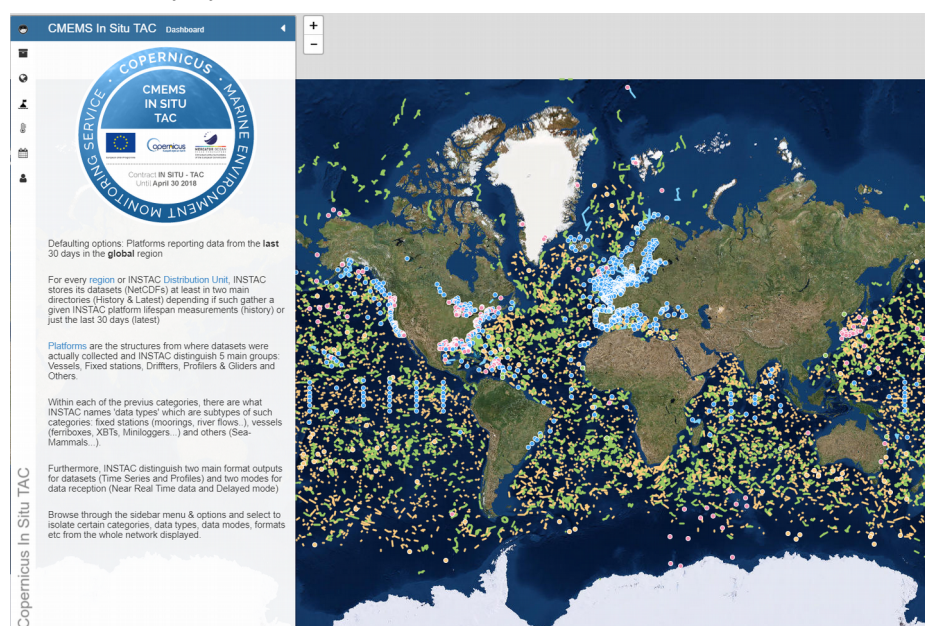 CMEMS In Situ TAC Dashboard
+
−
COPERNICUS · MARINE ENVIRONMENT MONITORING SERVICE ·
CMEMS
IN SITU
TAC
Copernicus
MERCATOR OCEAN
Contract IN SITU - TAC
Until April 30 2018
Defaulting options: Platforms reporting data from the last
30 days in the global region
For every region or INSTAC Distribution Unit, INSTAC
stores its datasets (NetCDFs) at least in two main
directories (History & Latest) depending if such gather a
given INSTAC platform lifespan measurements (history) or
just the last 30 days (latest)
Platforms are the structures from where datasets were
actually collected and INSTAC distinguish 5 main groups:
Vessels, Fixed stations, Drifters, Profilers & Gliders and
Others.
Within each of the previus categories, there are what
INSTAC names 'data types' which are subtypes of such
categories: fixed stations (moorings, river flows..), vessels
(ferriboxes, XBTs, Miniloggers...) and others (Sea-
Mammals...).
Furthermore, INSTAC distinguish two main format outputs
for datasets (Time Series and Profiles) and two modes for
data reception (Near Real Time data and Delayed mode)
Browse through the sidebar menu & options and select to
isolate certain categories, data types, data modes, formats
etc from the whole network displayed.
Copernicus In Situ TAC